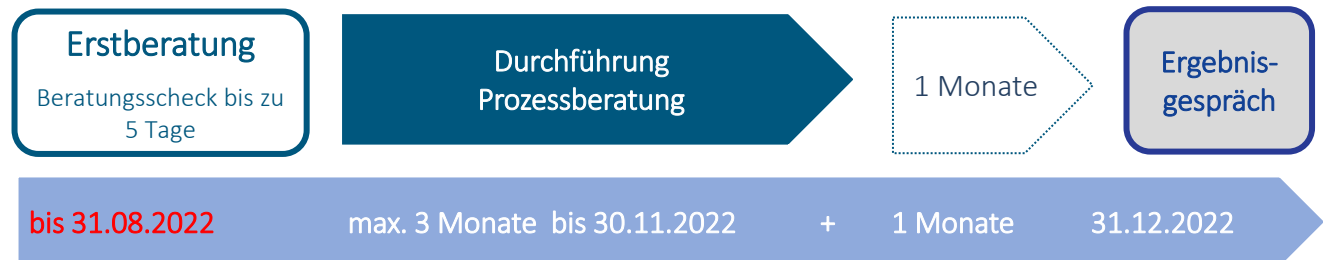 Erstberatung
Beratungsscheck bis zu
5 Tage
Durchführung
Prozessberatung
1 Monate
Ergebnis-
gespräch
bis 31.08.2022 max. 3 Monate bis 30.11.2022 + 1 Monate 31.12.2022